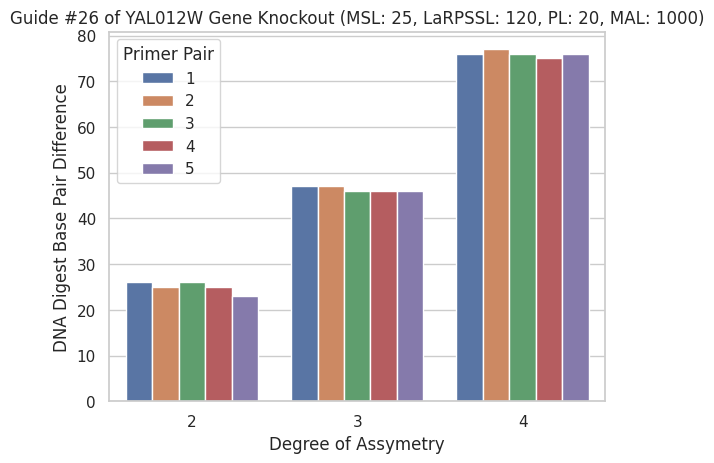 Guide #26 of YAL012W Gene Knockout (MSL: 25, LaRPSSL: 120, PL: 20, MAL: 1000)
80
70
60
50
40
30
20
10
0
DNA Digest Base Pair Difference
Primer Pair
1
2
3
4
5
2 3 4
Degree of Assymetry